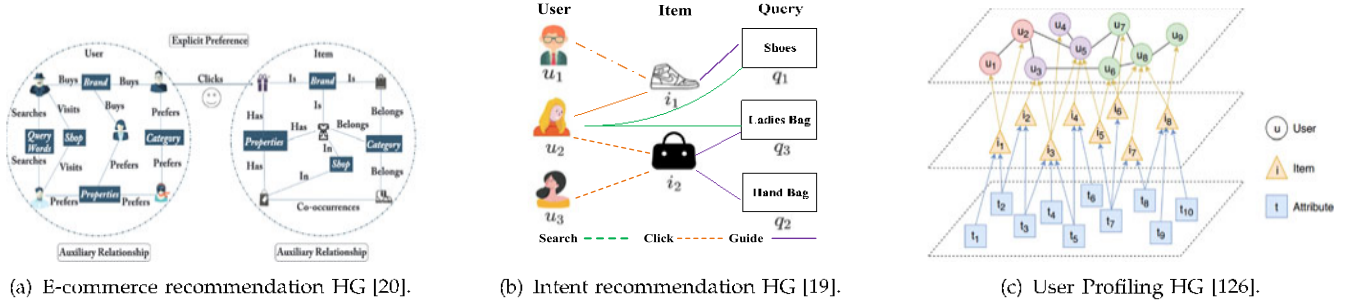 Explicit Preference
User
Item
Buys
Brand
Buys
Clicks
Is
Brand
Is
Searches
Visits
Buys
Prefers
Has
Is
Belongs
Query Words
Shop
Category
Properties
Has
Belongs
Category
Searches
Visits
Prefers
Prefers
Has
In
Shop
Belongs
In
Prefers
Properties
Prefers
Co-occurrences
Auxiliary Relationship
Auxiliary Relationship
(a) E-commerce recommendation HG [20].
User
Item
Query
Shoes
u1
i1
q1
Ladies Bag
u2
q3
i2
Hand Bag
u3
q2
Search
Click
Guide
(b) Intent recommendation HG [19].
u4
u7
u2
u5
u9
u1
u3
u6
u8
i2
i4
i6
i8
i1
i3
i5
i7
t2
t4
t6
t8
t10
t1
t3
t5
t7
t9
u User
i Item
t Attribute
(c) User Profiling HG [126].